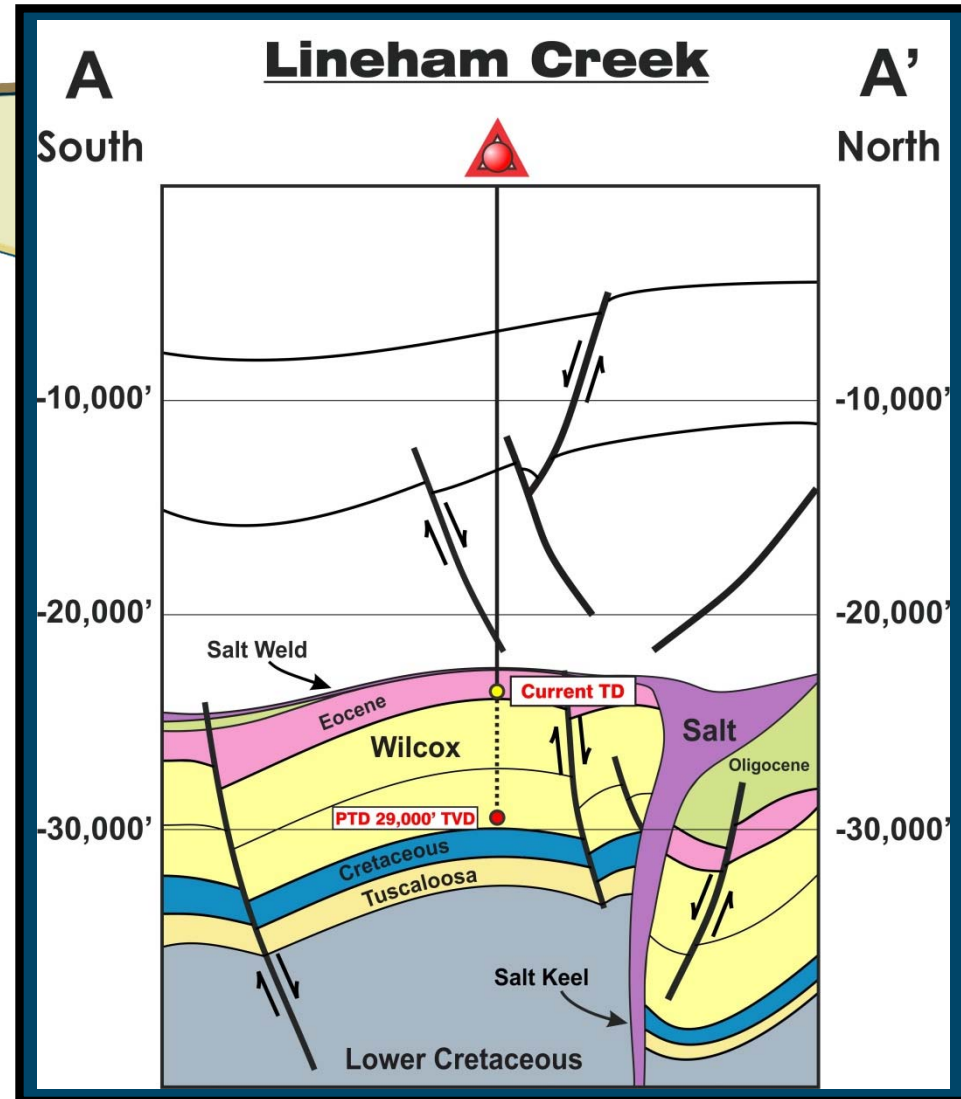 Lineham Creek
A
A’
South
North
-10,000’
-10,000’
-20,000’
-20,000’
Salt Weld
Eocene
Current TD
Wilcox
Salt
Oligocene
PTD 29,000’ TVD
-30,000’
-30,000’
Cretaceous
Tuscaloosa
Salt Keel
Lower Cretaceous